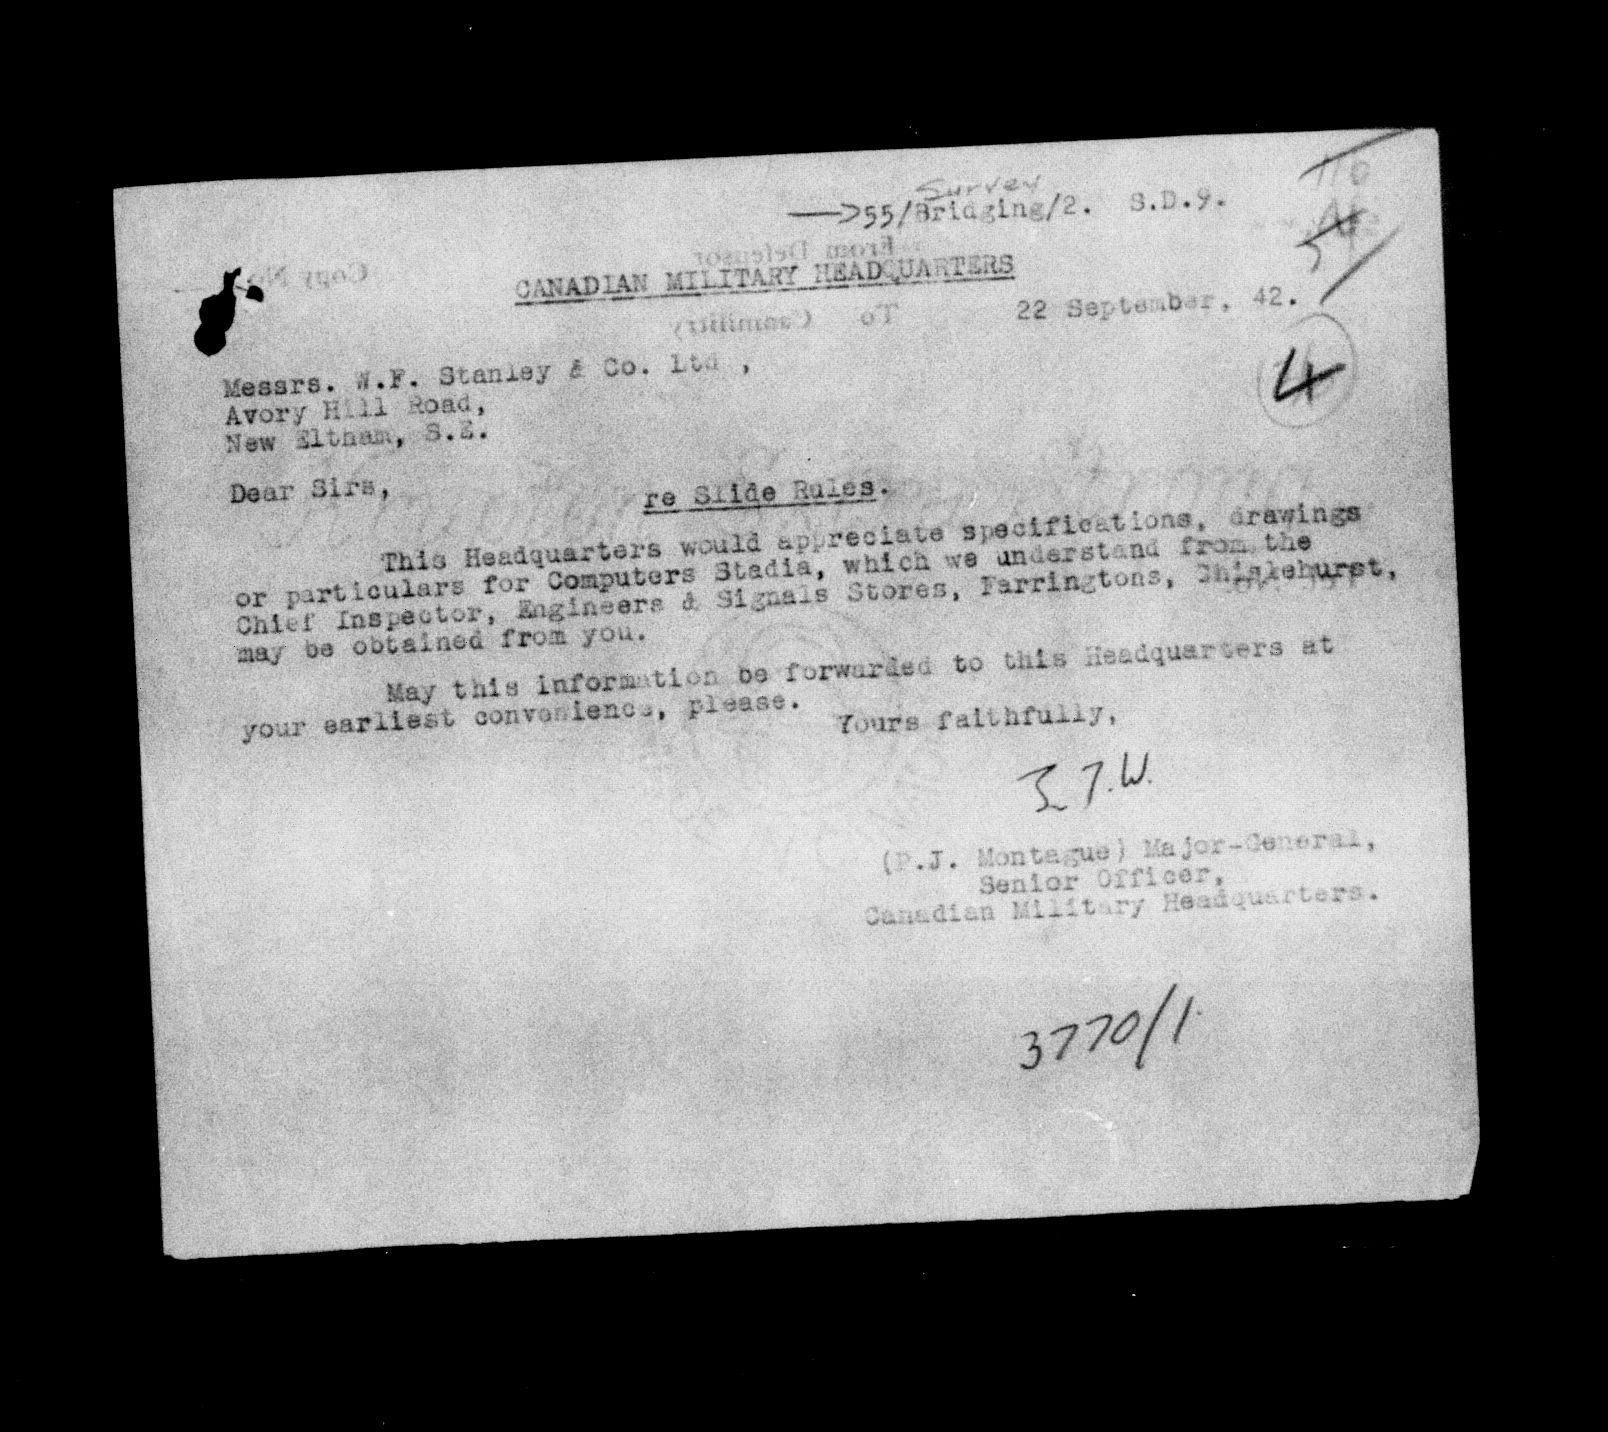 Survey
55/Bridging/2. S.D.9.
CANADIAN MILITARY HEADQUARTERS
22 September, 42.
4
Messrs. W.F. Stanley & Co. Ltd ,
Avory Hill Road,
New Eltham, S.E.
Dear Sirs,
re Slide Rules.
This Headquarters would appreciate specifications, drawings
or particulars for Computers Stadia, which we understand from the
Chief Inspector, Engineers & Signals Stores, Farringtons, Chislehurst,
may be obtained from you.
May this information be forwarded to this Headquarters at
your earliest convenience, please.
Yours faithfully,
(P.J. Montague) Major-General,
Senior Officer,
Canadian Military Headquarters.
3770/1